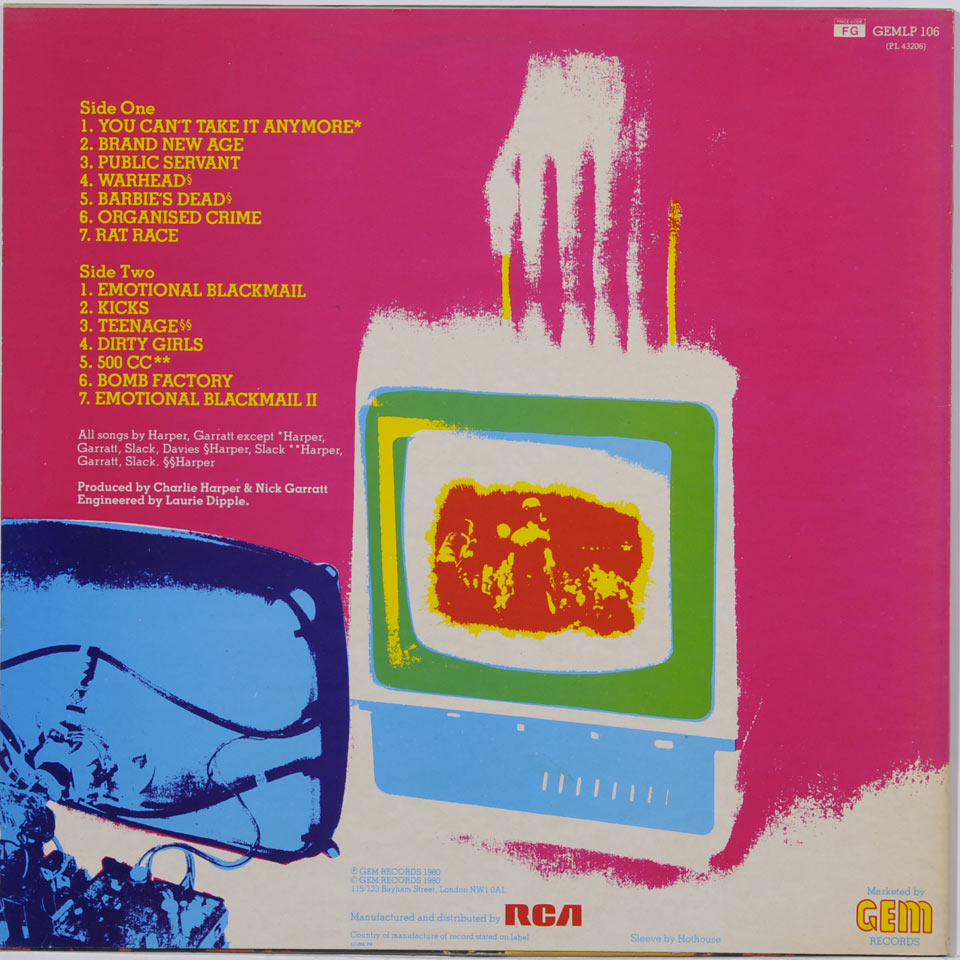 PRICE CODE
FG
GEMLP 106
(PL 43206)
Side One
1. YOU CAN'T TAKE IT ANYMORE*
2. BRAND NEW AGE
3. PUBLIC SERVANT
4. WARHEAD§
5. BARBIE'S DEAD§
6. ORGANISED CRIME
7. RAT RACE
Side Two
1. EMOTIONAL BLACKMAIL
2. KICKS
3. TEENAGE§§
4. DIRTY GIRLS
5. 500 CC**
6. BOMB FACTORY
7. EMOTIONAL BLACKMAIL II
All songs by Harper, Garratt except *Harper,
Garratt, Slack, Davies §Harper, Slack **Harper,
Garratt, Slack. §§Harper
Produced by Charlie Harper & Nick Garratt
Engineered by Laurie Dipple.
℗ GEM RECORDS 1980
© GEM RECORDS 1980
115/123 Bayham Street, London NW1 0AL
Manufactured and distributed by RCA
Country of manufacture of record stated on label
Sleeve by Hothouse
Marketed by
GEM
RECORDS